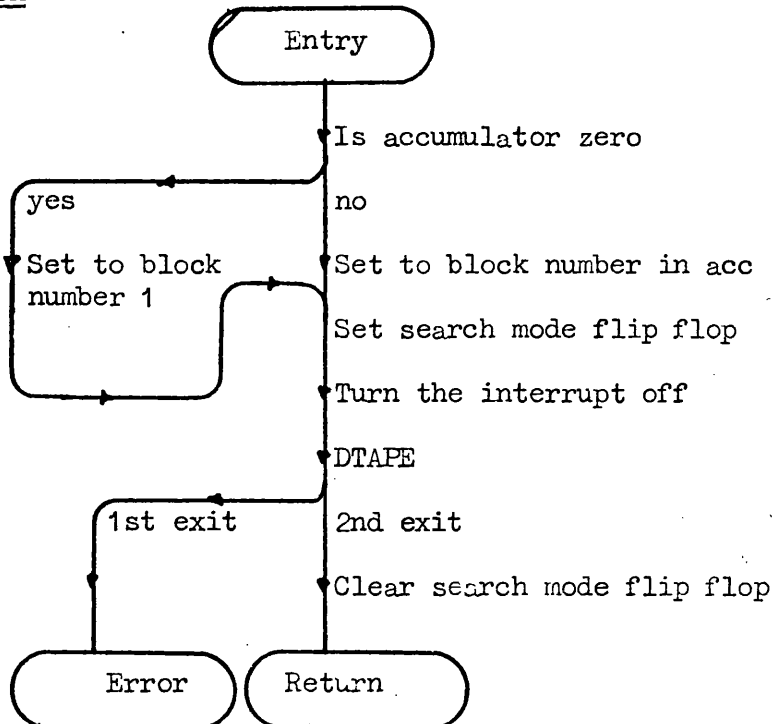 Entry
Is accumulator zero
yes
no
Set to block
number 1
Set to block number in acc
Set search mode flip flop
Turn the interrupt off
DTAPE
1st exit
2nd exit
Clear search mode flip flop
Error
Return